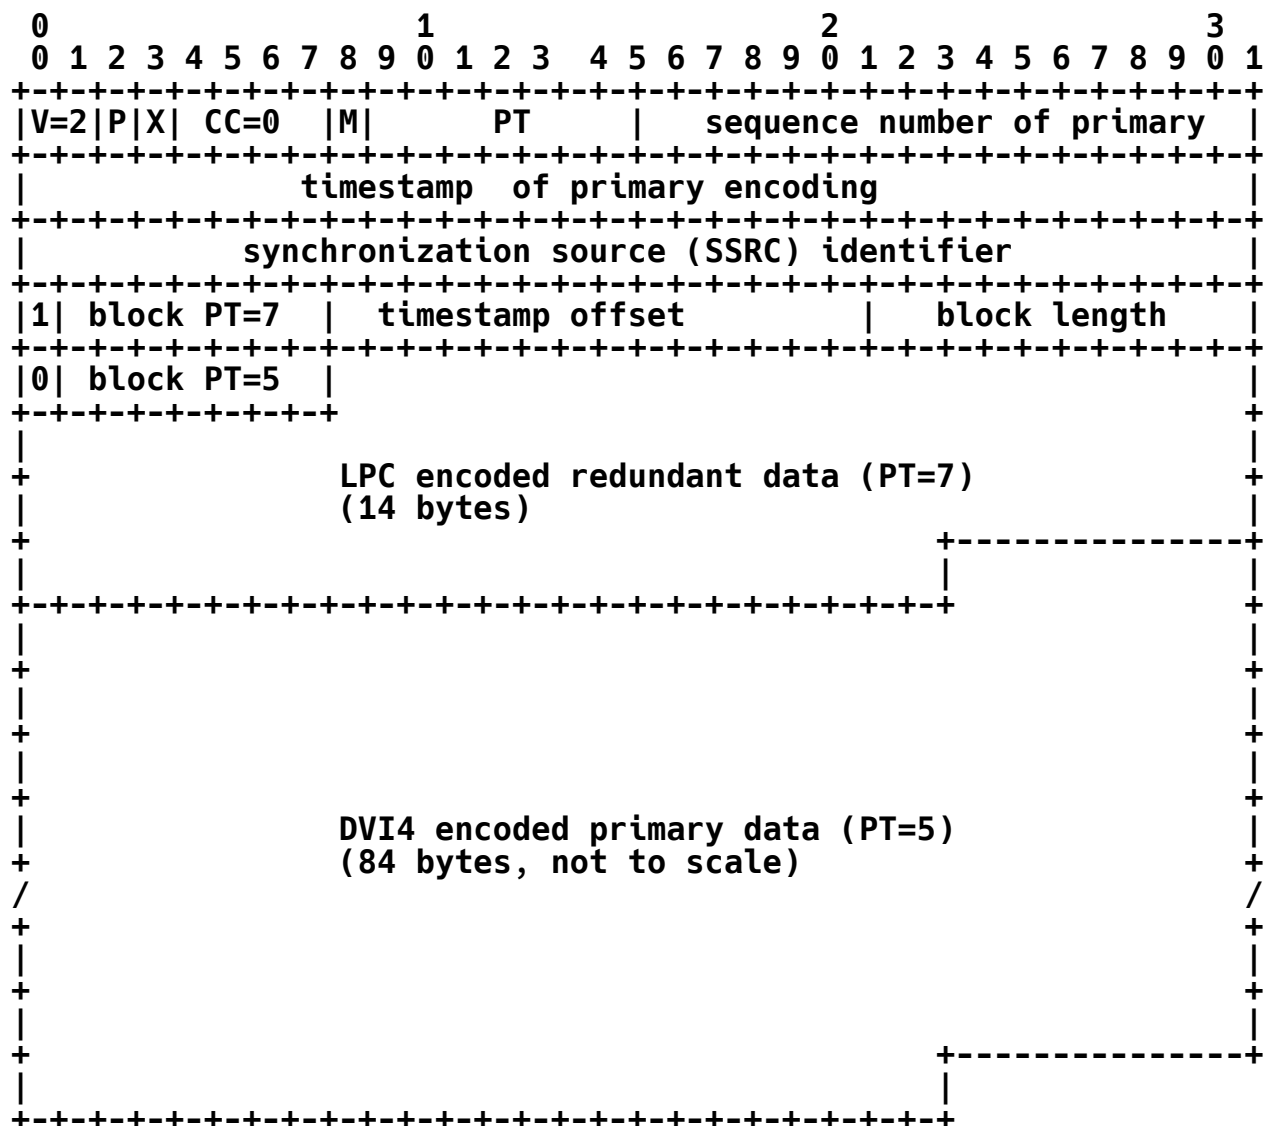 0                   1                    2                   3
 0 1 2 3 4 5 6 7 8 9 0 1 2 3  4 5 6 7 8 9 0 1 2 3 4 5 6 7 8 9 0 1
+-+-+-+-+-+-+-+-+-+-+-+-+-+-+-+-+-+-+-+-+-+-+-+-+-+-+-+-+-+-+-+-+
|V=2|P|X| CC=0  |M|      PT     |   sequence number of primary  |
+-+-+-+-+-+-+-+-+-+-+-+-+-+-+-+-+-+-+-+-+-+-+-+-+-+-+-+-+-+-+-+-+
|              timestamp  of primary encoding                   |
+-+-+-+-+-+-+-+-+-+-+-+-+-+-+-+-+-+-+-+-+-+-+-+-+-+-+-+-+-+-+-+-+
|           synchronization source (SSRC) identifier            |
+-+-+-+-+-+-+-+-+-+-+-+-+-+-+-+-+-+-+-+-+-+-+-+-+-+-+-+-+-+-+-+-+
|1| block PT=7  |  timestamp offset         |   block length    |
+-+-+-+-+-+-+-+-+-+-+-+-+-+-+-+-+-+-+-+-+-+-+-+-+-+-+-+-+-+-+-+-+
|0| block PT=5  |                                               |
+-+-+-+-+-+-+-+-+                                               +
|                                                               |
+                LPC encoded redundant data (PT=7)              +
|                (14 bytes)                                     |
+                                               +---------------+
|                                               |               |
+-+-+-+-+-+-+-+-+-+-+-+-+-+-+-+-+-+-+-+-+-+-+-+-+               +
|                                                               |
+                                                               +
|                                                               |
+                                                               +
|                                                               |
+                                                               +
|                DVI4 encoded primary data (PT=5)               |
+                (84 bytes, not to scale)                       +
/                                                               /
+                                                               +
|                                                               |
+                                                               +
|                                                               |
+                                               +---------------+
|                                               |
+-+-+-+-+-+-+-+-+-+-+-+-+-+-+-+-+-+-+-+-+-+-+-+-+